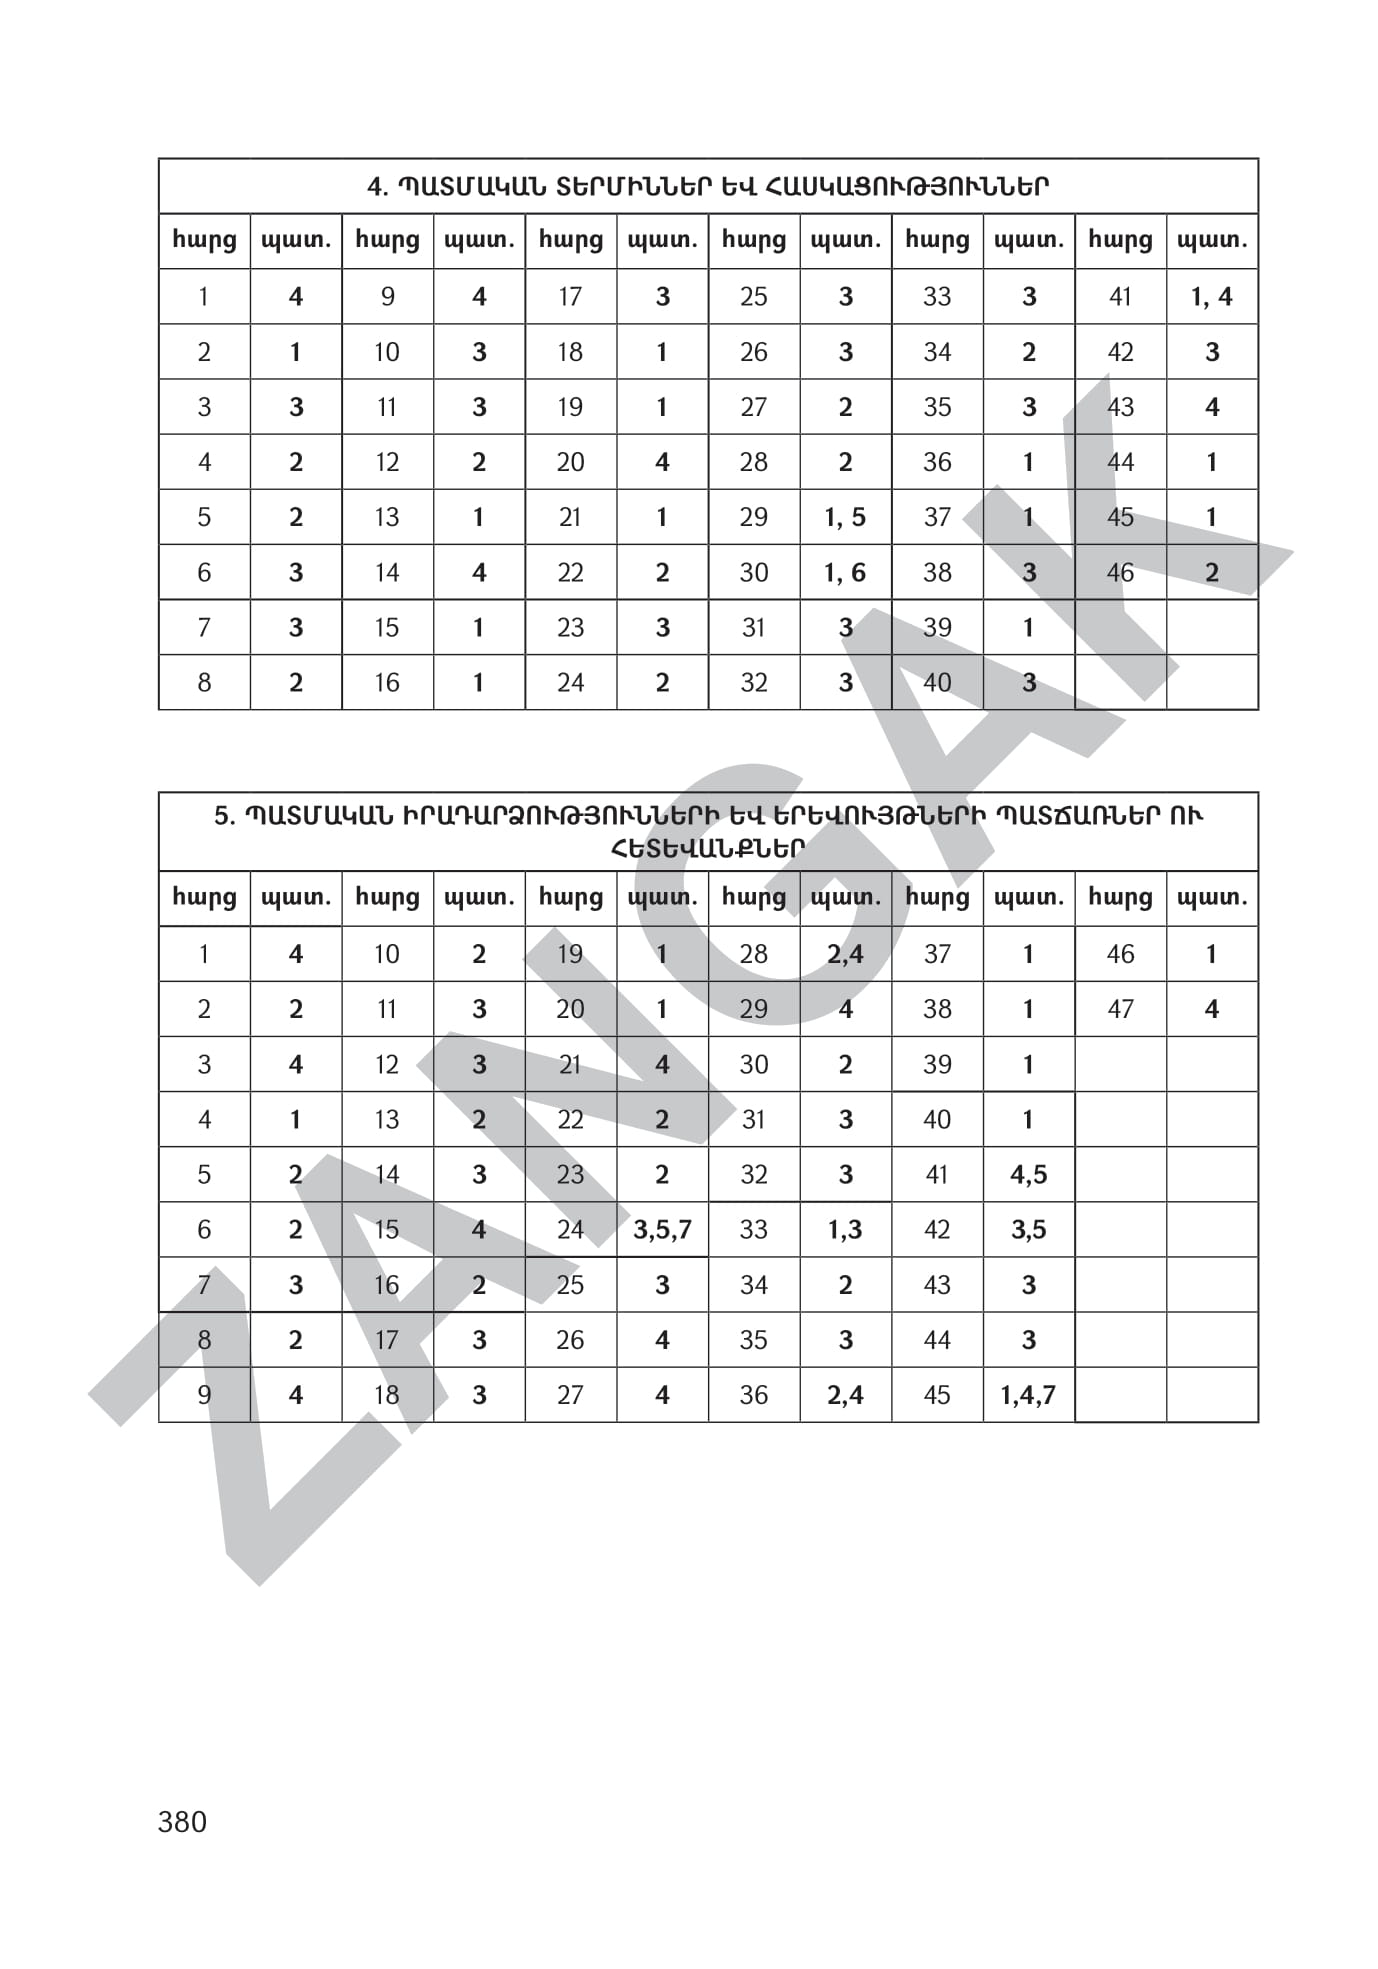 4. ՊԱՏՄԱԿԱՆ ՏԵՐՄԻՆՆԵՐ ԵՎ ՀԱՍԿԱՑՈՒԹՅՈՒՆՆԵՐ
հարց պատ. հարց պատ. հարց պատ. հարց պատ. հարց պատ. հարց պատ.
1 4 9 4 17 3 25 3 33 3 41 1, 4
2 1 10 3 18 1 26 3 34 2 42 3
3 3 11 3 19 1 27 2 35 3 43 4
4 2 12 2 20 4 28 2 36 1 44 1
5 2 13 1 21 1 29 1, 5 37 1 45 1
6 3 14 4 22 2 30 1, 6 38 3 46 2
7 3 15 1 23 3 31 3 39 1
8 2 16 1 24 2 32 3 40 3
5. ՊԱՏՄԱԿԱՆ ԻՐԱԴԱՐՁՈՒԹՅՈՒՆՆԵՐԻ ԵՎ ԵՐԵՎՈՒՅԹՆԵՐԻ ՊԱՏՃԱՌՆԵՐ ՈՒ
ՀԵՏԵՎԱՆՔՆԵՐ
հարց պատ. հարց պատ. հարց պատ. հարց պատ. հարց պատ. հարց պատ.
1 4 10 2 19 1 28 2,4 37 1 46 1
2 2 11 3 20 1 29 4 38 1 47 4
3 4 12 3 21 4 30 2 39 1
4 1 13 2 22 2 31 3 40 1
5 2 14 3 23 2 32 3 41 4,5
6 2 15 4 24 3,5,7 33 1,3 42 3,5
7 3 16 2 25 3 34 2 43 3
8 2 17 3 26 4 35 3 44 3
9 4 18 3 27 4 36 2,4 45 1,4,7
ZANGAK
380